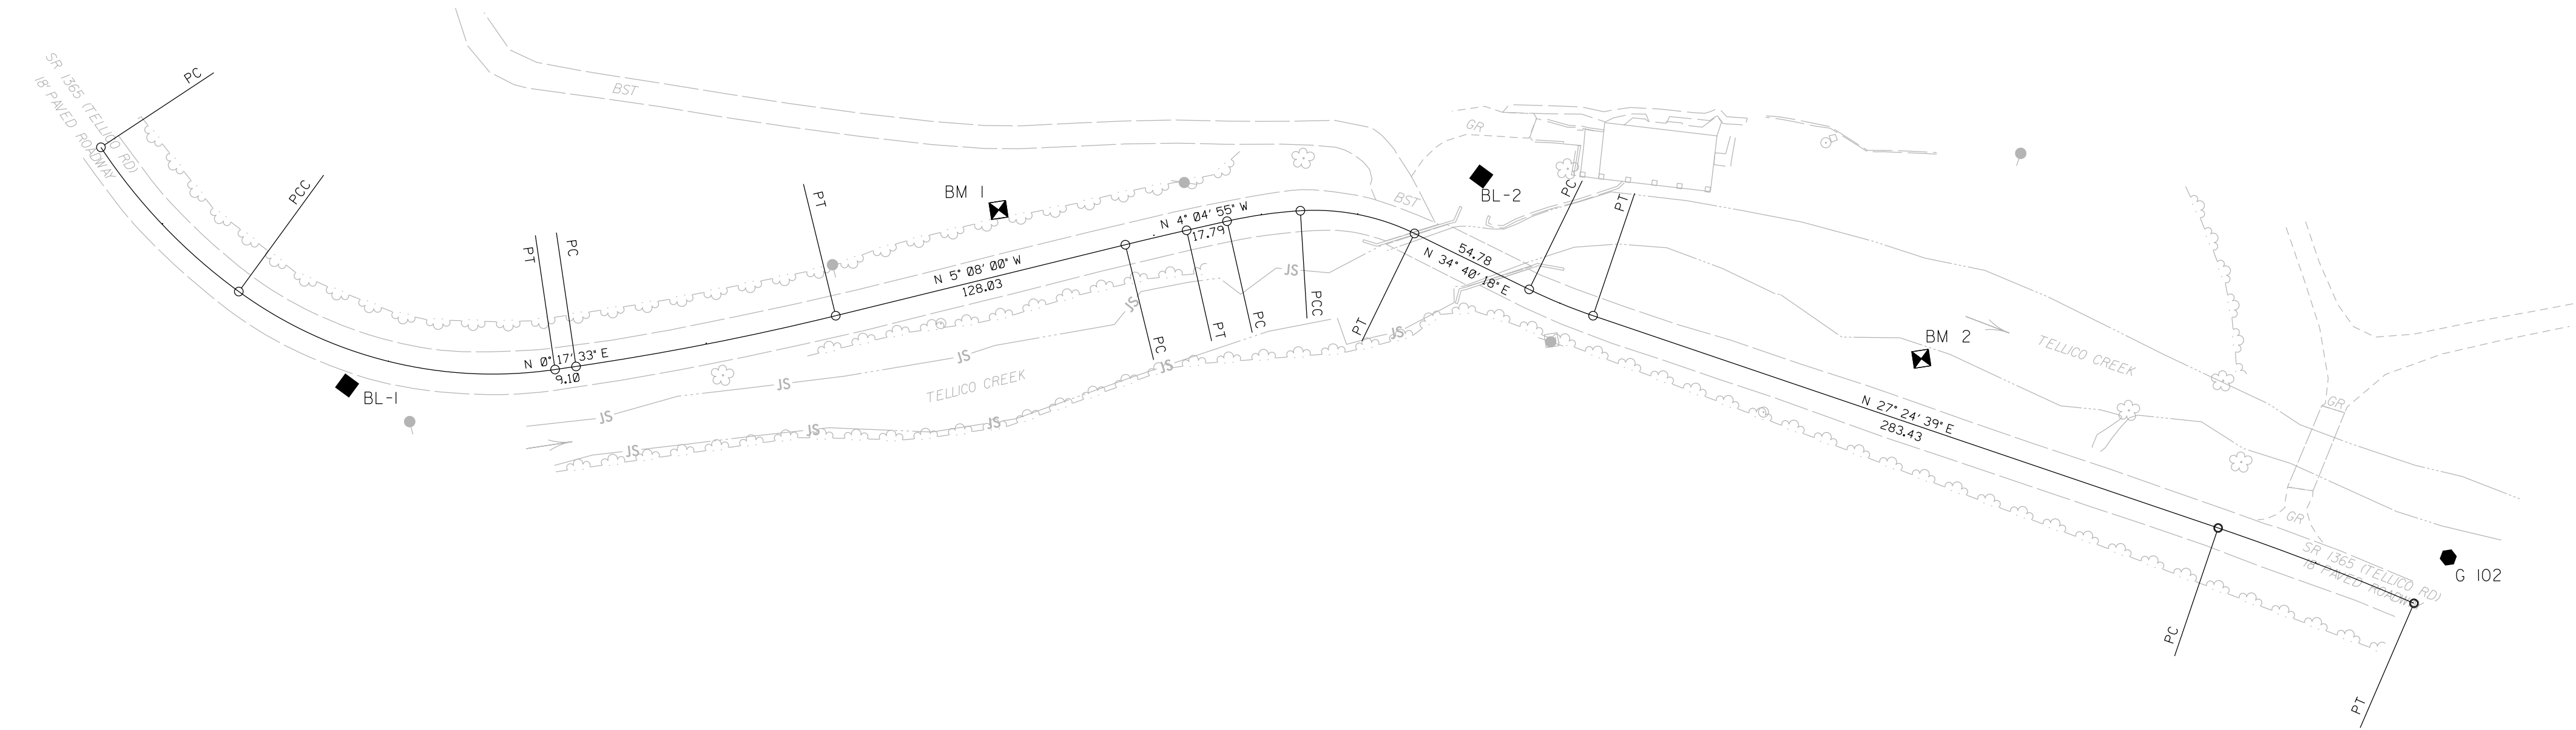 SR 1365 (TELLICO RD)
18' PAVED ROADWAY
PC
PCC
PT
PC
N 0° 17' 33" E
9.10
BL-1
BST
PT
BM 1
N 5° 08' 00" W
128.03
N 4° 04' 55" W
17.79
PC
PT
PC
PCC
PT
JS
JS
JS
JS
JS
JS
JS
JS
JS
JS
TELLICO CREEK
GR
BST
BL-2
PC
PT
54.78
N 34° 40' 18" E
BM 2
TELLICO CREEK
N 27° 24' 39" E
283.43
GR
GR
SR 1365 (TELLICO RD)
18' PAVED ROADWAY
G 102
PC
PT